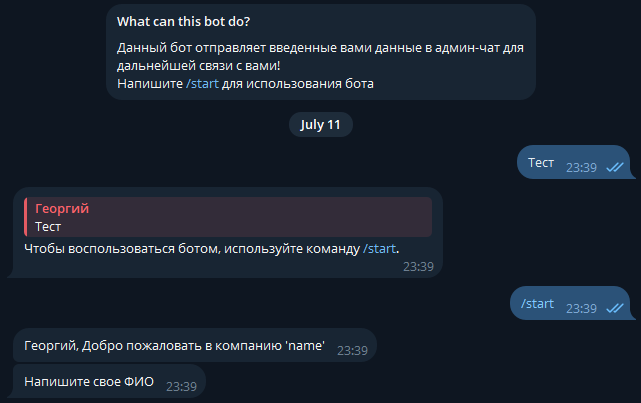 What can this bot do?
Данный бот отправляет введенные вами данные в админ-чат для
дальнейшей связи с вами!
Напишите /start для использования бота
July 11
Тест 23:39
Георгий
Тест
Чтобы воспользоваться ботом, используйте команду /start.
23:39
/start 23:39
Георгий, Добро пожаловать в компанию 'name' 23:39
Напишите свое ФИО 23:39